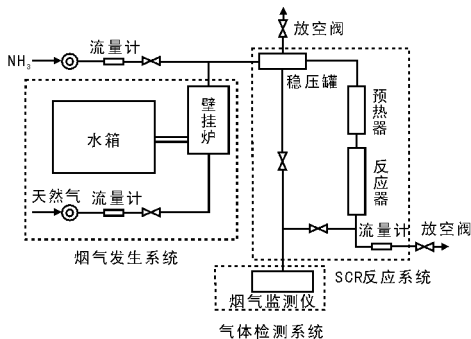 放空阀
流量计
NH3
稳压罐
壁挂炉
预热器
水箱
反应器
天然气
流量计
流量计
放空阀
烟气发生系统
SCR反应系统
烟气监测仪
气体检测系统